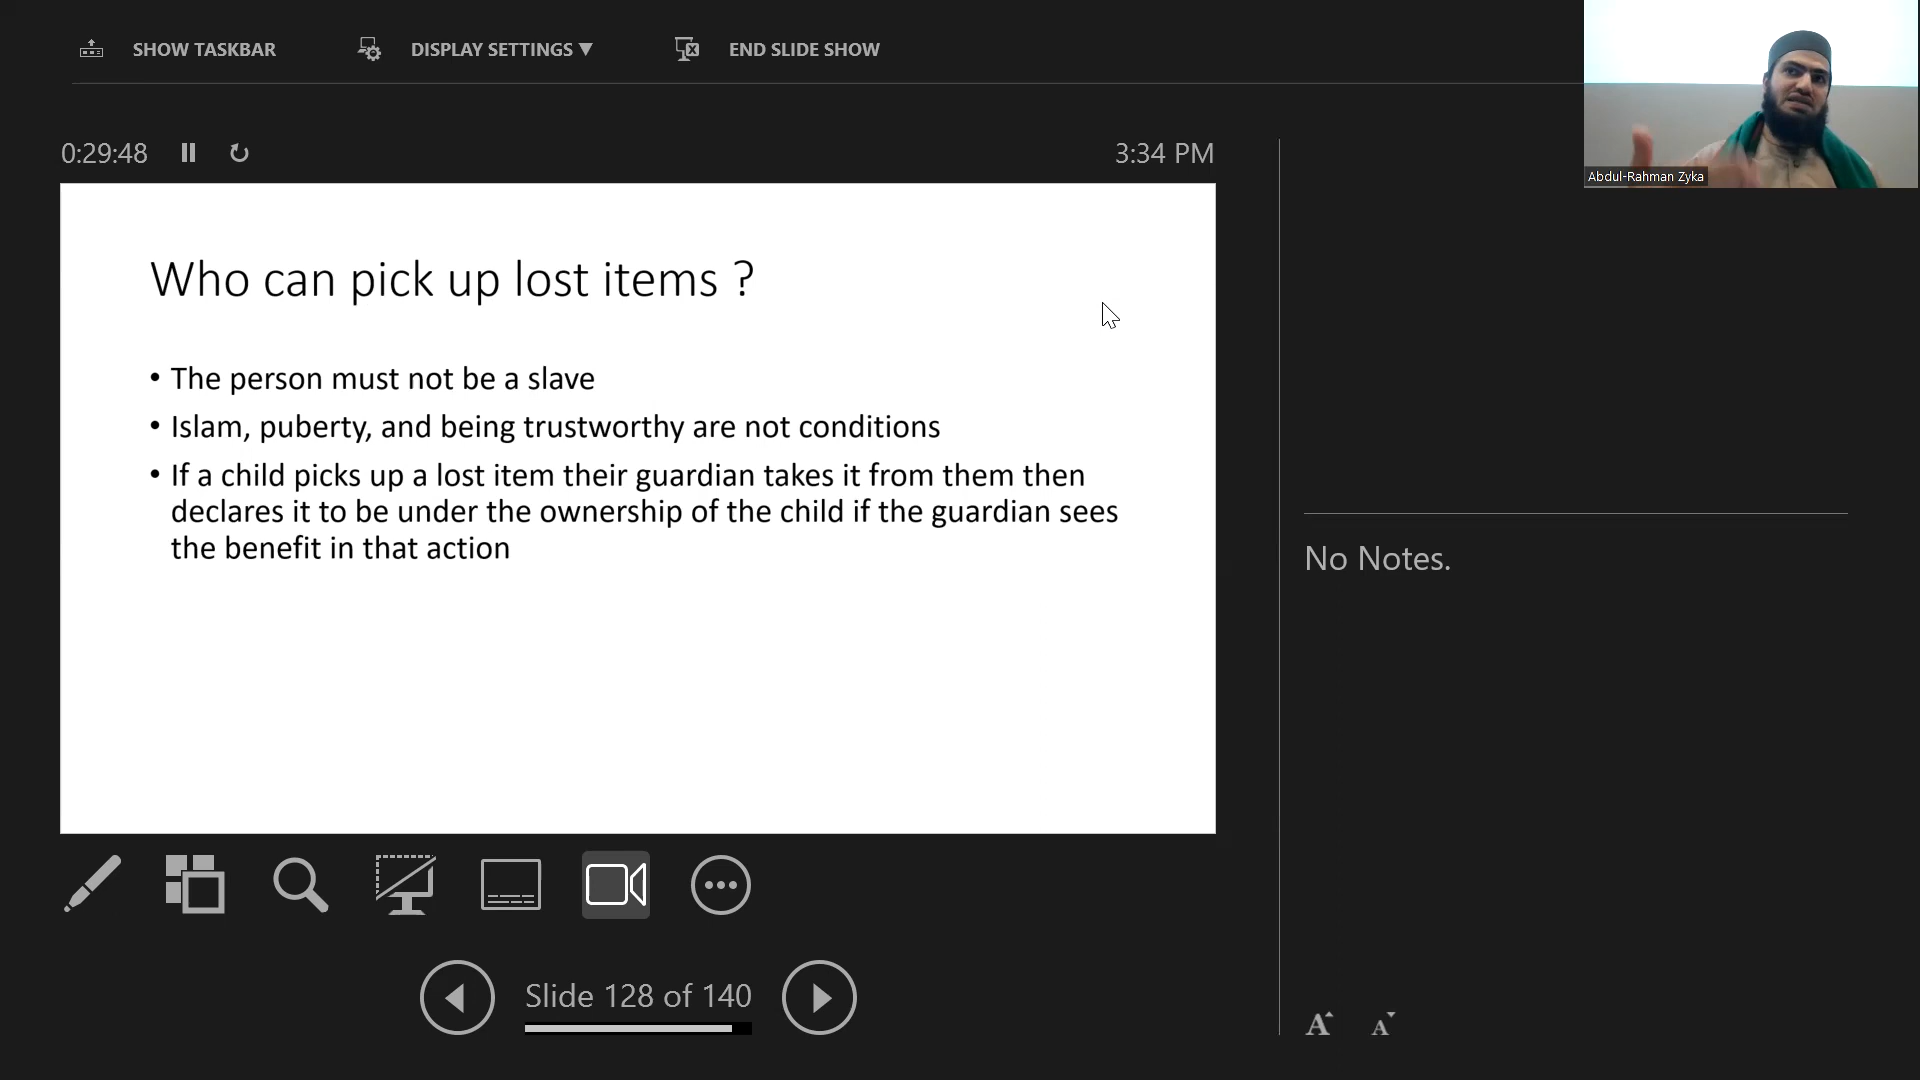 SHOW TASKBAR
DISPLAY SETTINGS ▼
END SLIDE SHOW
Abdul-Rahman Zyka
0:29:48
3:34 PM
Who can pick up lost items ?
• The person must not be a slave
• Islam, puberty, and being trustworthy are not conditions
• If a child picks up a lost item their guardian takes it from them then
declares it to be under the ownership of the child if the guardian sees
the benefit in that action
No Notes.
Slide 128 of 140
A A